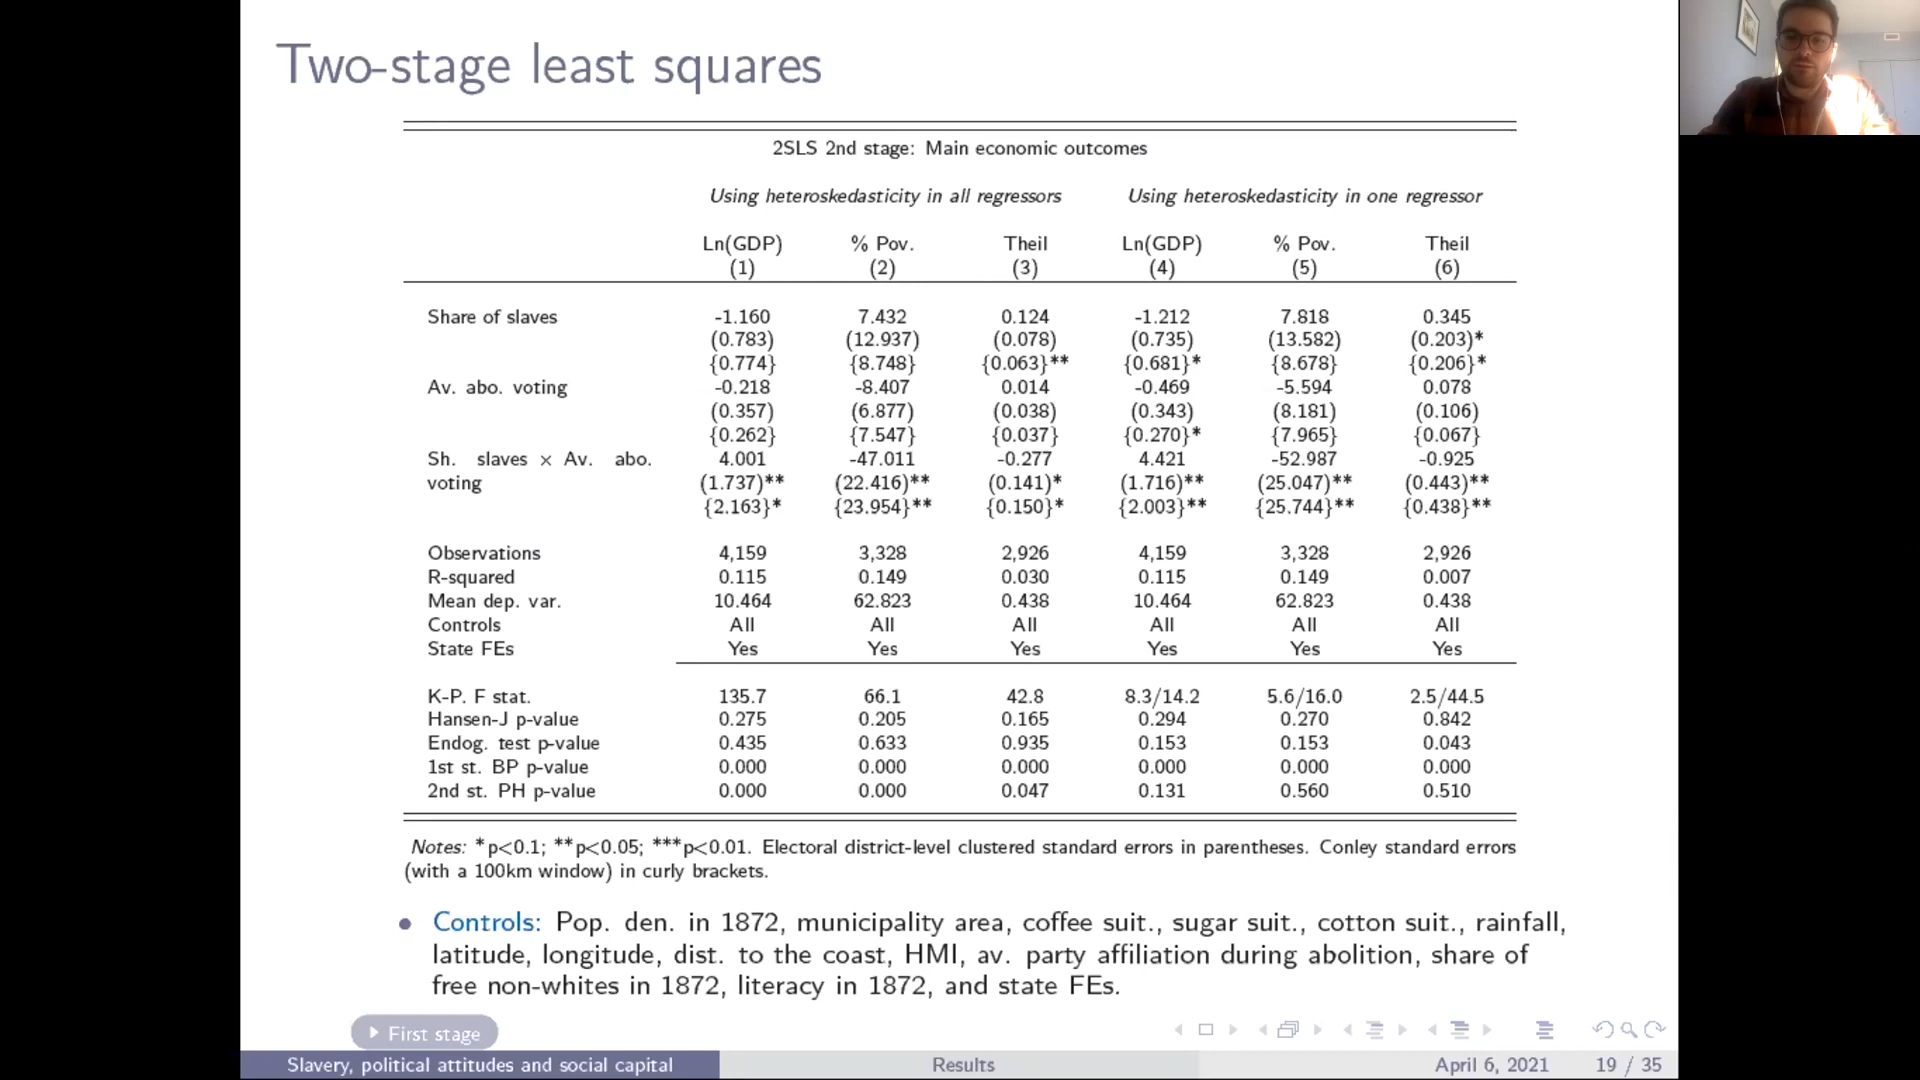 Two-stage least squares
2SLS 2nd stage: Main economic outcomes
Using heteroskedasticity in all regressors Using heteroskedasticity in one regressor
Ln(GDP) % Pov. Theil Ln(GDP) % Pov. Theil
(1) (2) (3) (4) (5) (6)
Share of slaves -1.160 7.432 0.124 -1.212 7.818 0.345
(0.783) (12.937) (0.078) (0.735) (13.582) (0.203)*
{0.774} {8.748} {0.063}** {0.681}* {8.678} {0.206}*
Av. abo. voting -0.218 -8.407 0.014 -0.469 -5.594 0.078
(0.357) (6.877) (0.038) (0.343) (8.181) (0.106)
{0.262} {7.547} {0.037} {0.270}* {7.965} {0.067}
Sh. slaves × Av. abo. 4.001 -47.011 -0.277 4.421 -52.987 -0.925
voting (1.737)** (22.416)** (0.141)* (1.716)** (25.047)** (0.443)**
{2.163}* {23.954}** {0.150}* {2.003}** {25.744}** {0.438}**
Observations 4,159 3,328 2,926 4,159 3,328 2,926
R-squared 0.115 0.149 0.030 0.115 0.149 0.007
Mean dep. var. 10.464 62.823 0.438 10.464 62.823 0.438
Controls All All All All All All
State FEs Yes Yes Yes Yes Yes Yes
K-P. F stat. 135.7 66.1 42.8 8.3/14.2 5.6/16.0 2.5/44.5
Hansen-J p-value 0.275 0.205 0.165 0.294 0.270 0.842
Endog. test p-value 0.435 0.633 0.935 0.153 0.153 0.043
1st st. BP p-value 0.000 0.000 0.000 0.000 0.000 0.000
2nd st. PH p-value 0.000 0.000 0.047 0.131 0.560 0.510
Notes: *p<0.1; **p<0.05; ***p<0.01. Electoral district-level clustered standard errors in parentheses. Conley standard errors
(with a 100km window) in curly brackets.
• Controls: Pop. den. in 1872, municipality area, coffee suit., sugar suit., cotton suit., rainfall,
latitude, longitude, dist. to the coast, HMI, av. party affiliation during abolition, share of
free non-whites in 1872, literacy in 1872, and state FEs.
First stage
Slavery, political attitudes and social capital Results April 6, 2021 19 / 35